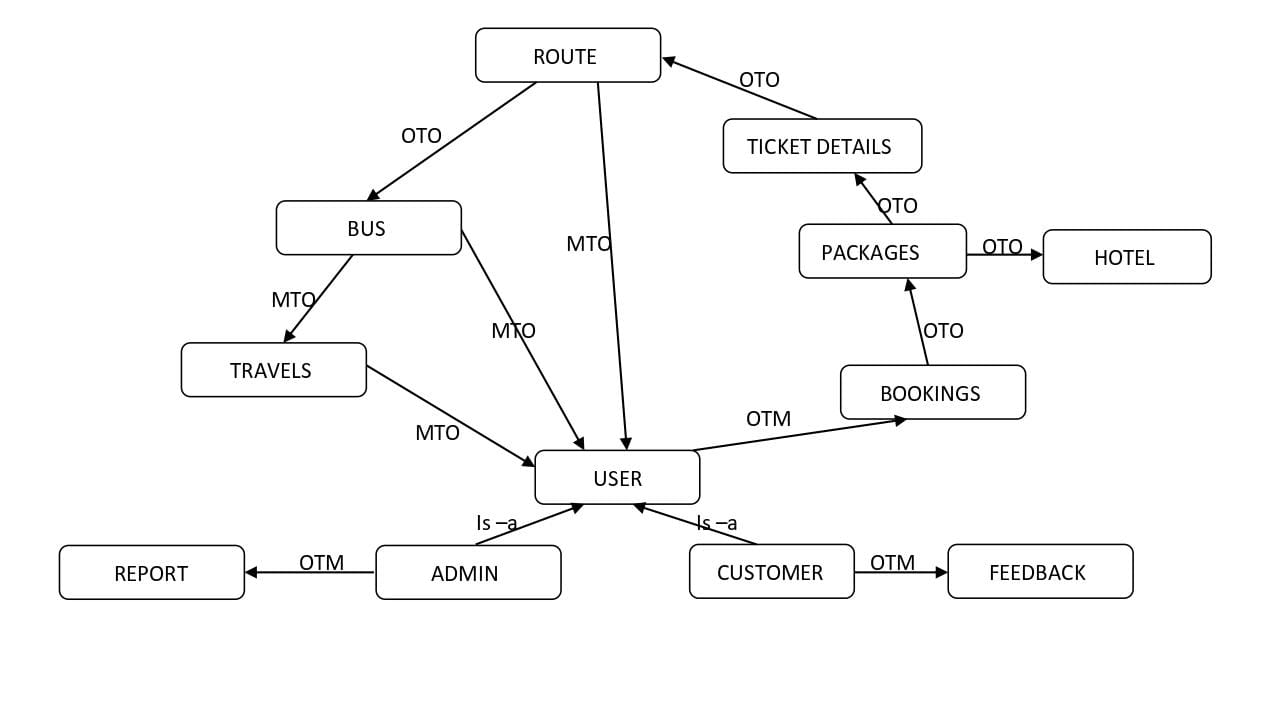 ROUTE
OTO
OTO
TICKET DETAILS
OTO
BUS
MTO
PACKAGES
OTO
HOTEL
MTO
MTO
OTO
TRAVELS
BOOKINGS
MTO
OTM
USER
Is –a
Is –a
REPORT
OTM
ADMIN
CUSTOMER
OTM
FEEDBACK